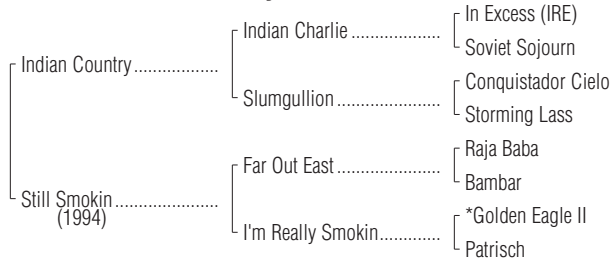 In Excess (IRE)
Indian Charlie ...................
Soviet Sojourn
Indian Country..................
Conquistador Cielo
Slumgullion ......................
Storming Lass
Raja Baba
Far Out East ......................
Bambar
Still Smokin......................
(1994)
*Golden Eagle II
I'm Really Smokin.............
Patrisch